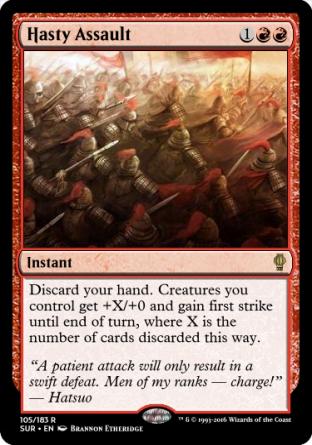 Hasty Assault 1
Instant
Discard your hand. Creatures you
control get +X/+0 and gain first strike
until end of turn, where X is the
number of cards discarded this way.
“A patient attack will only result in a
swift defeat. Men of my ranks — charge!”
— Hatsuo
105/183 R
SUR • EN BRANNON ETHERIDGE
™ & © 1993-2016 Wizards of the Coast